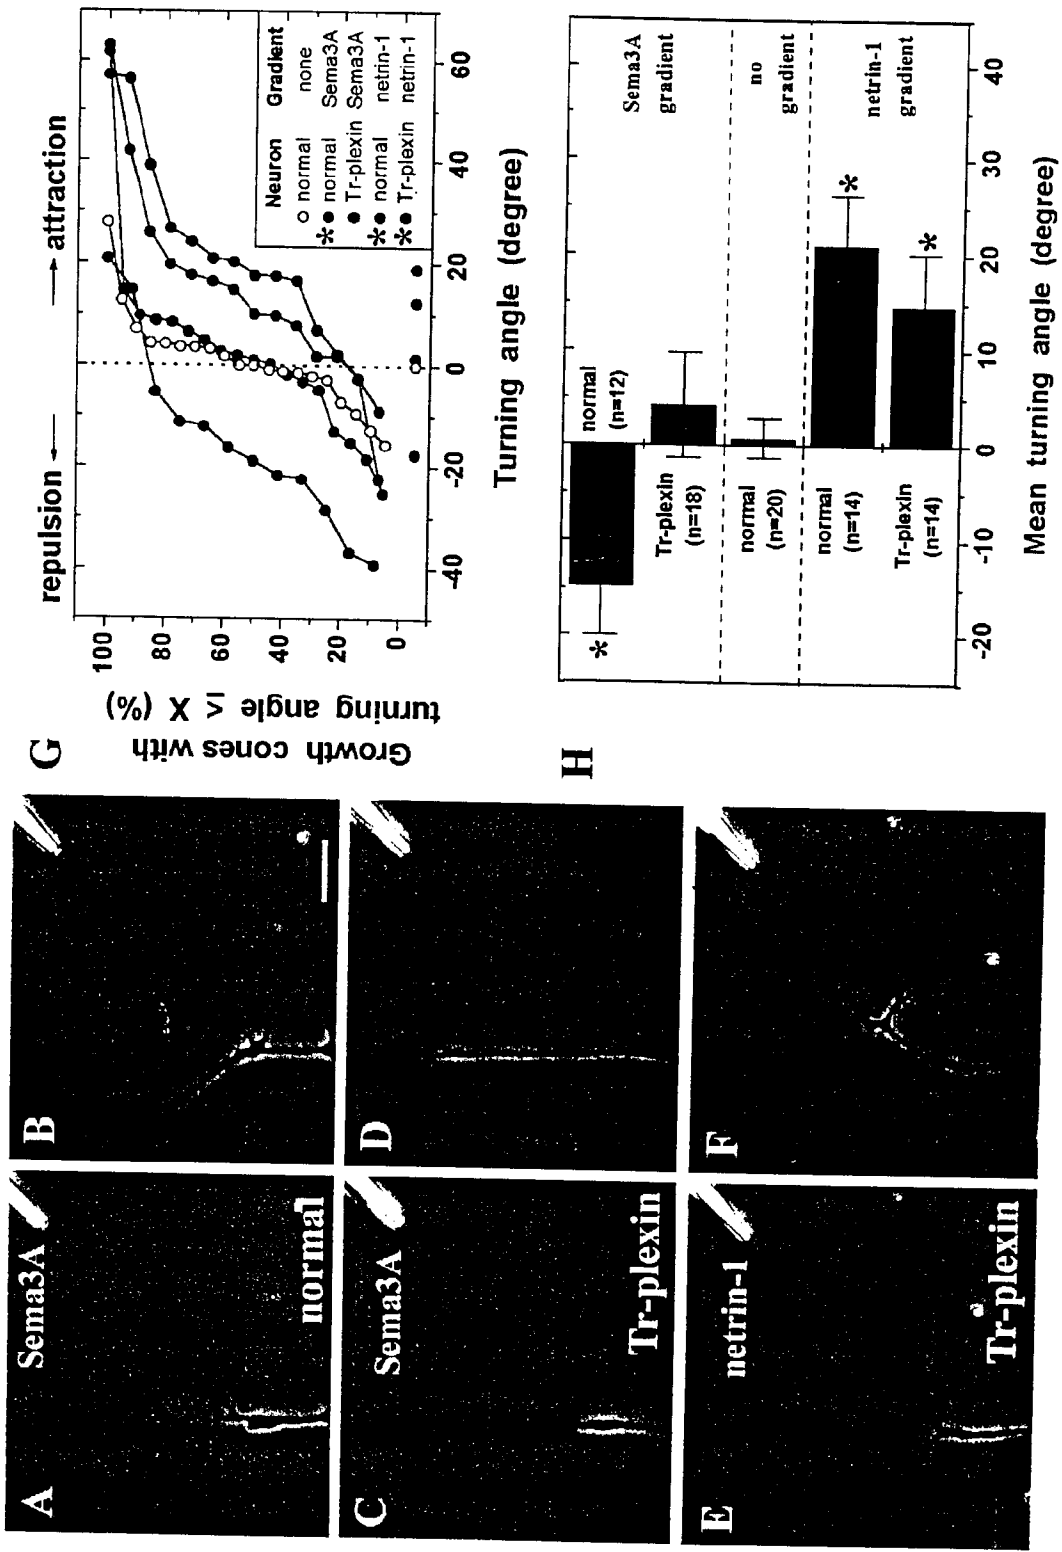 A
Sema3A
normal
B
C
Sema3A
Tr-plexin
D
E
netrin-1
Tr-plexin
F
G
repulsion ← → attraction
Growth cones with
turning angle ≤ X (%)
100
80
60
40
20
0
Neuron Gradient
normal none
* normal Sema3A
Tr-plexin Sema3A
* normal netrin-1
* Tr-plexin netrin-1
-40 -20 0 20 40 60
Turning angle (degree)
H
*
normal
(n=12)
Sema3A
gradient
Tr-plexin
(n=18)
normal
(n=20)
no
gradient
normal
(n=14)
*
netrin-1
gradient
Tr-plexin
(n=14)
*
-20 -10 0 10 20 30 40
Mean turning angle (degree)